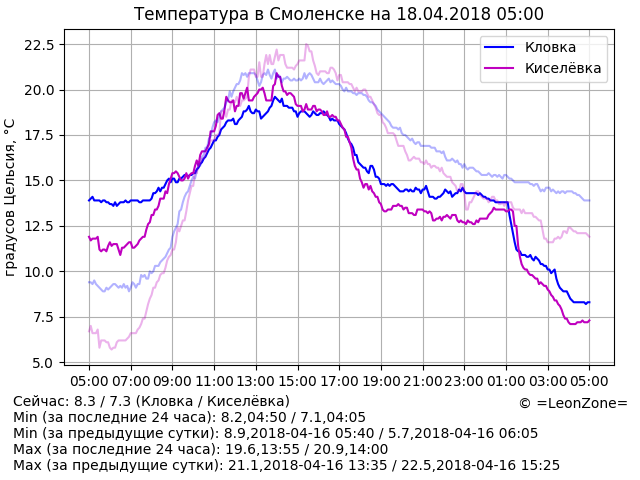 Температура в Смоленске на 18.04.2018 05:00
градусов Цельсия, °C
22.5
20.0
17.5
15.0
12.5
10.0
7.5
5.0
Кловка
Киселёвка
05:00 07:00 09:00 11:00 13:00 15:00 17:00 19:00 21:00 23:00 01:00 03:00 05:00
Сейчас: 8.3 / 7.3 (Кловка / Киселёвка)
© =LeonZone=
Min (за последние 24 часа): 8.2,04:50 / 7.1,04:05
Min (за предыдущие сутки): 8.9,2018-04-16 05:40 / 5.7,2018-04-16 06:05
Max (за последние 24 часа): 19.6,13:55 / 20.9,14:00
Max (за предыдущие сутки): 21.1,2018-04-16 13:35 / 22.5,2018-04-16 15:25